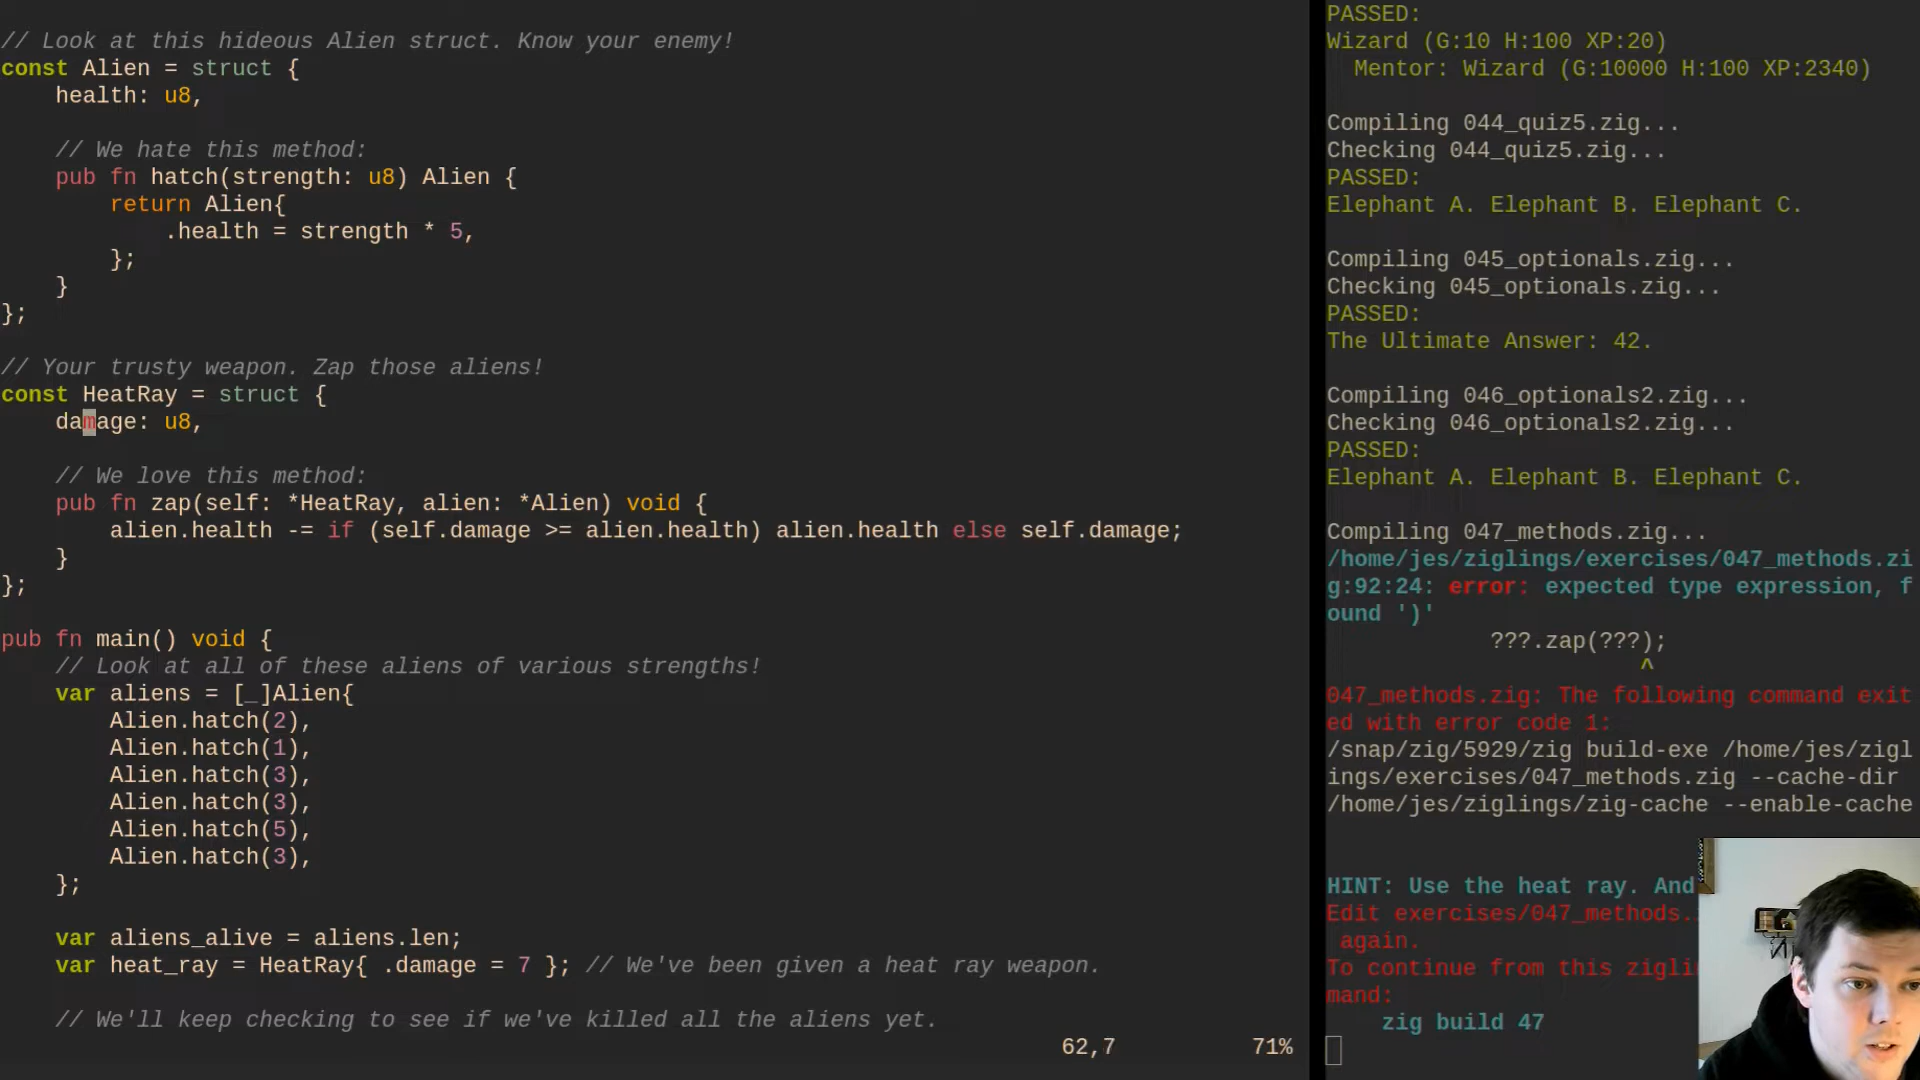 // Look at this hideous Alien struct. Know your enemy!
const Alien = struct {
    health: u8,

    // We hate this method:
    pub fn hatch(strength: u8) Alien {
        return Alien{
            .health = strength * 5,
        };
    }
};

// Your trusty weapon. Zap those aliens!
const HeatRay = struct {
    damage: u8,

    // We love this method:
    pub fn zap(self: *HeatRay, alien: *Alien) void {
        alien.health -= if (self.damage >= alien.health) alien.health else self.damage;
    }
};

pub fn main() void {
    // Look at all of these aliens of various strengths!
    var aliens = [_]Alien{
        Alien.hatch(2),
        Alien.hatch(1),
        Alien.hatch(3),
        Alien.hatch(3),
        Alien.hatch(5),
        Alien.hatch(3),
    };

    var aliens_alive = aliens.len;
    var heat_ray = HeatRay{ .damage = 7 }; // We've been given a heat ray weapon.

    // We'll keep checking to see if we've killed all the aliens yet.
62,7 71%
PASSED:
Wizard (G:10 H:100 XP:20)
  Mentor: Wizard (G:10000 H:100 XP:2340)

Compiling 044_quiz5.zig...
Checking 044_quiz5.zig...
PASSED:
Elephant A. Elephant B. Elephant C.

Compiling 045_optionals.zig...
Checking 045_optionals.zig...
PASSED:
The Ultimate Answer: 42.

Compiling 046_optionals2.zig...
Checking 046_optionals2.zig...
PASSED:
Elephant A. Elephant B. Elephant C.

Compiling 047_methods.zig...
/home/jes/ziglings/exercises/047_methods.zi
g:92:24: error: expected type expression, f
ound ')'
            ???.zap(???);
                       ^
047_methods.zig: The following command exit
ed with error code 1:
/snap/zig/5929/zig build-exe /home/jes/zigl
ings/exercises/047_methods.zig --cache-dir
/home/jes/ziglings/zig-cache --enable-cache

HINT: Use the heat ray. And
Edit exercises/047_methods.
 again.
To continue from this zigli
mand:
    zig build 47